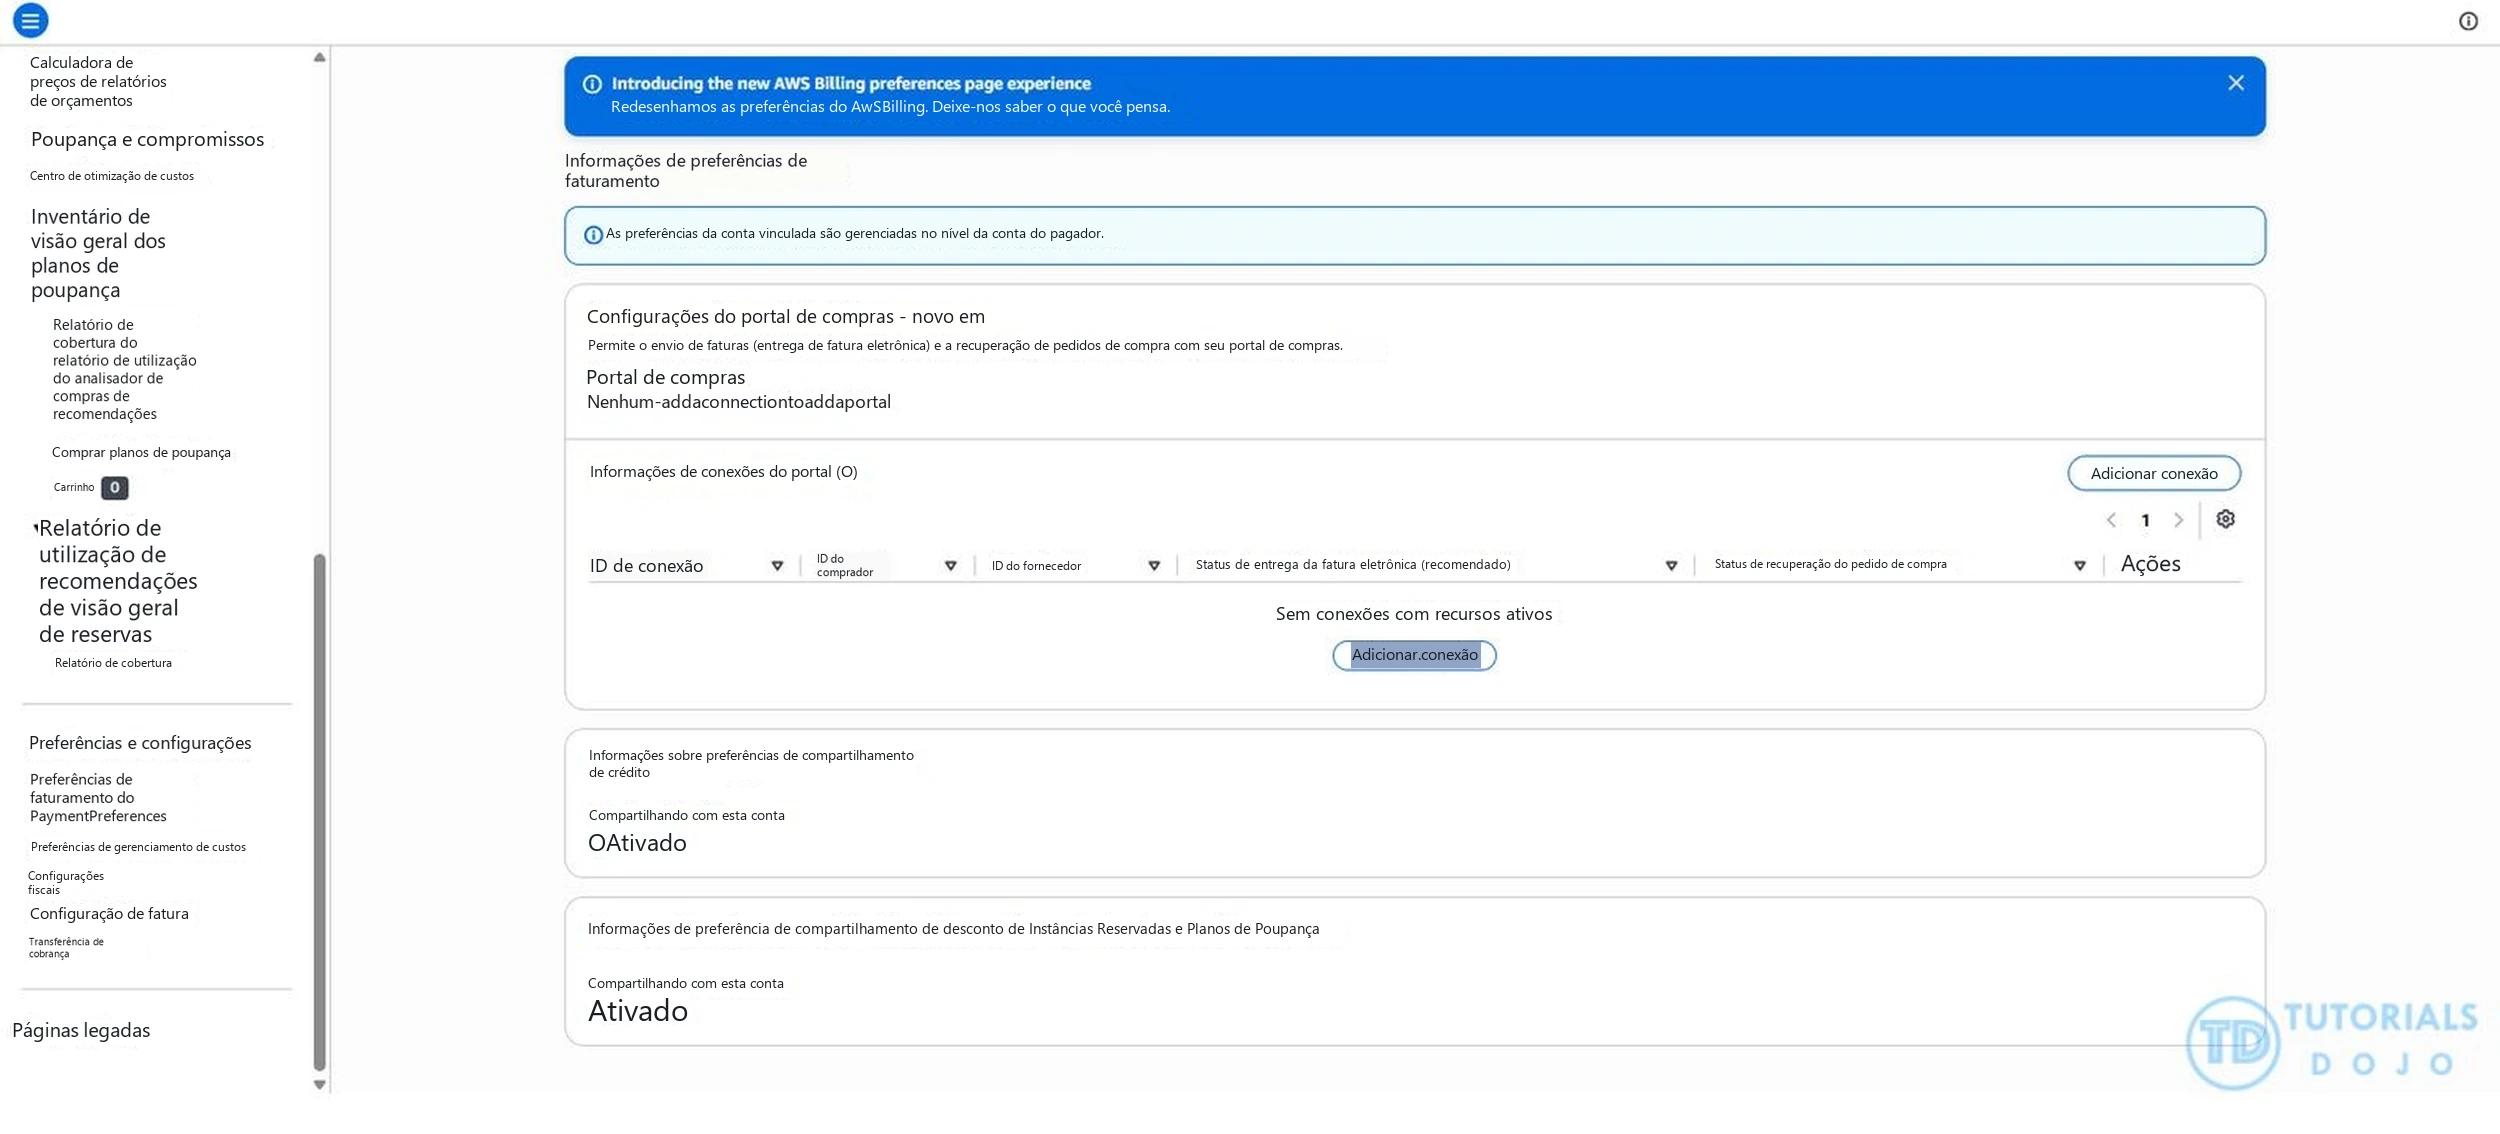 Calculadora de
preços de relatórios
de orçamentos
Poupança e compromissos
Centro de otimização de custos
Inventário de
visão geral dos
planos de
poupança
Relatório de
cobertura do
relatório de utilização
do analisador de
compras de
recomendações
Comprar planos de poupança
Carrinho 0
Relatório de
utilização de
recomendações
de visão geral
de reservas
Relatório de cobertura
Preferências e configurações
Preferências de
faturamento do
PaymentPreferences
Preferências de gerenciamento de custos
Configurações
fiscais
Configuração de fatura
Transferência de
cobrança
Páginas legadas
Introducing the new AWS Billing preferences page experience
Redesenhamos as preferências do AwSBilling. Deixe-nos saber o que você pensa.
Informações de preferências de
faturamento
As preferências da conta vinculada são gerenciadas no nível da conta do pagador.
Configurações do portal de compras - novo em
Permite o envio de faturas (entrega de fatura eletrônica) e a recuperação de pedidos de compra com seu portal de compras.
Portal de compras
Nenhum-addaconnectiontoaddaportal
Informações de conexões do portal (O)
Adicionar conexão
1
ID de conexão
ID do
comprador
ID do fornecedor
Status de entrega da fatura eletrônica (recomendado)
Status de recuperação do pedido de compra
Ações
Sem conexões com recursos ativos
Adicionar.conexão
Informações sobre preferências de compartilhamento
de crédito
Compartilhando com esta conta
OAtivado
Informações de preferência de compartilhamento de desconto de Instâncias Reservadas e Planos de Poupança
Compartilhando com esta conta
Ativado
TD TUTORIALS
DOJO